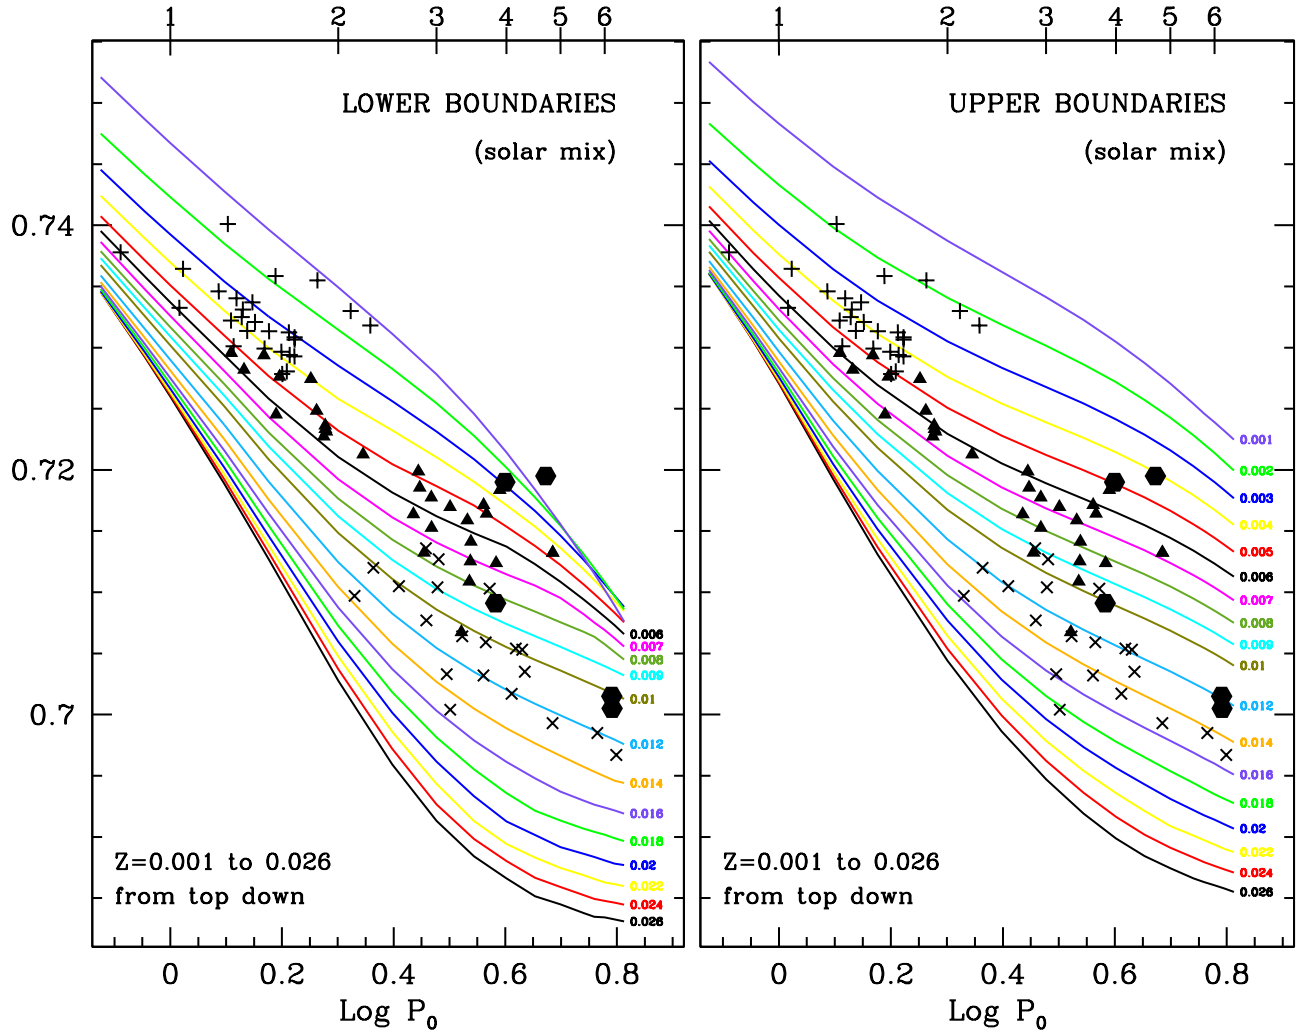 1 2 3 4 5 6
LOWER BOUNDARIES
(solar mix)
0.74
0.72
0.7
0.006
0.007
0.008
0.009
0.01
0.012
0.014
0.016
0.018
0.02
0.022
0.024
0.026
Z=0.001 to 0.026
from top down
0 0.2 0.4 0.6 0.8
Log P0
1 2 3 4 5 6
UPPER BOUNDARIES
(solar mix)
0.001
0.002
0.003
0.004
0.005
0.006
0.007
0.008
0.009
0.01
0.012
0.014
0.016
0.018
0.02
0.022
0.024
0.026
Z=0.001 to 0.026
from top down
0 0.2 0.4 0.6 0.8
Log P0